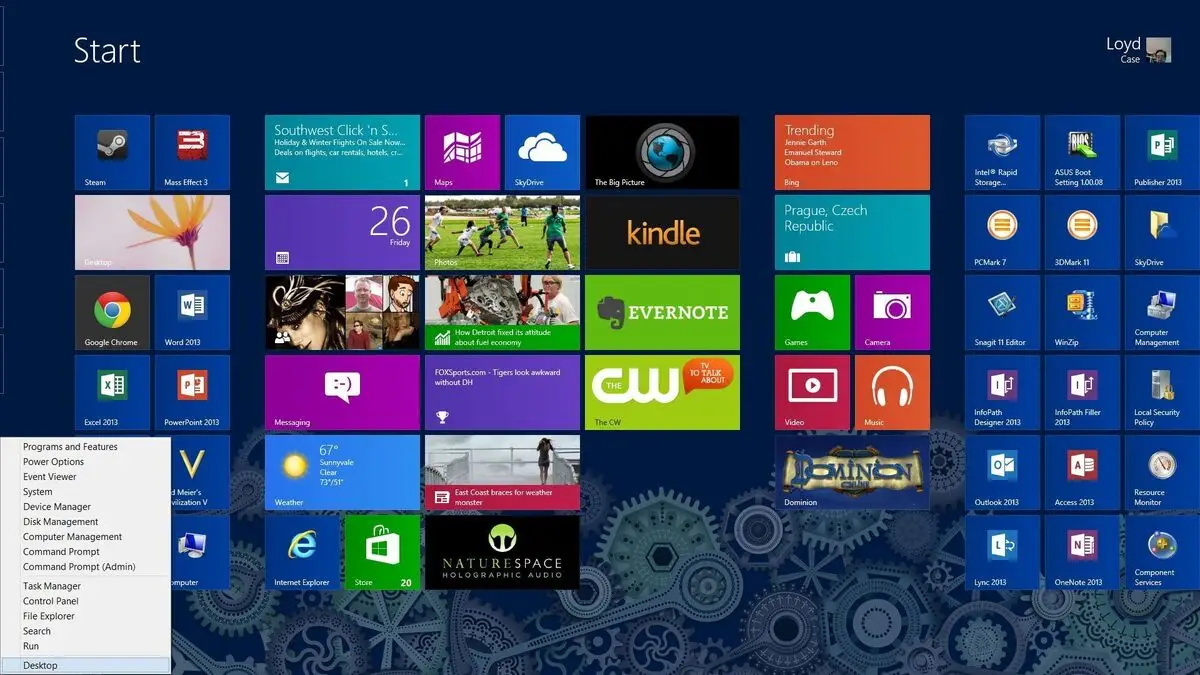 Start
Loyd
Case
Steam
Mass Effect 3
Desktop
Google Chrome
Word 2013
Excel 2013
PowerPoint 2013
d Meier's
vilization V
omputer
Southwest Click 'n S...
Holiday & Winter Flights On Sale Now...
Deals on flights, car rentals, hotels, cr...
1
Maps
SkyDrive
The Big Picture
26
Friday
Photos
kindle
How Detroit fixed its attitude
about fuel economy
EVERNOTE
Messaging
FOXSports.com - Tigers look awkward
without DH
THE CW
TV
TO TALK
ABOUT
The CW
67°
Sunnyvale
Clear
73°/51°
Weather
East Coast braces for weather
monster
Internet Explorer
Store
20
NATURESPACE
HOLOGRAPHIC AUDIO
Trending
Jennie Garth
Emanuel Steward
Obama on Leno
Bing
Prague, Czech
Republic
Games
Camera
Video
Music
DOMINION
ONLINE
Dominion
Intel® Rapid
Storage...
BIOS
ASUS Boot
Setting 1.00.08
Publisher 2013
PCMark 7
3DMark 11
SkyDrive
Snagit 11 Editor
WinZip
Computer
Management
InfoPath
Designer 2013
InfoPath Filler
2013
Local Security
Policy
Outlook 2013
Access 2013
Resource
Monitor
Lync 2013
OneNote 2013
Component
Services
Programs and Features
Power Options
Event Viewer
System
Device Manager
Disk Management
Computer Management
Command Prompt
Command Prompt (Admin)
Task Manager
Control Panel
File Explorer
Search
Run
Desktop